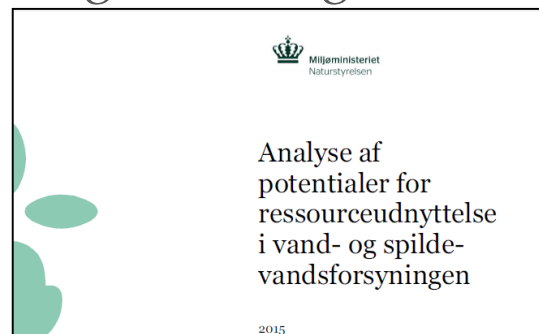 Miljøministeriet
Naturstyrelsen
Analyse af
potentialer for
ressourceudnyttelse
i vand- og spilde-
vandsforsyningen
2015